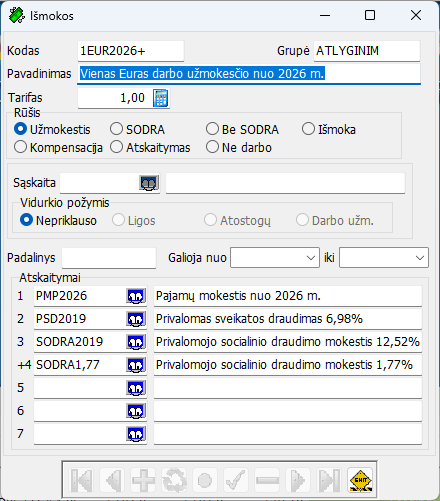 Išmokos
Kodas 1EUR2026+ Grupė ATLYGINIM
Pavadinimas Vienas Euras darbo užmokesčio nuo 2026 m.
Tarifas 1,00
Rūšis
Užmokestis SODRA Be SODRA Išmoka
Kompensacija Atskaitymas Ne darbo
Sąskaita
Vidurkio požymis
Nepriklauso Ligos Atostogų Darbo užm.
Padalinys Galioja nuo iki
Atskaitymai
1 PMP2026 Pajamų mokestis nuo 2026 m.
2 PSD2019 Privalomas sveikatos draudimas 6,98%
3 SODRA2019 Privalomojo socialinio draudimo mokestis 12,52%
+4 SODRA1,77 Privalomojo socialinio draudimo mokestis 1,77%
5
6
7
EXIT